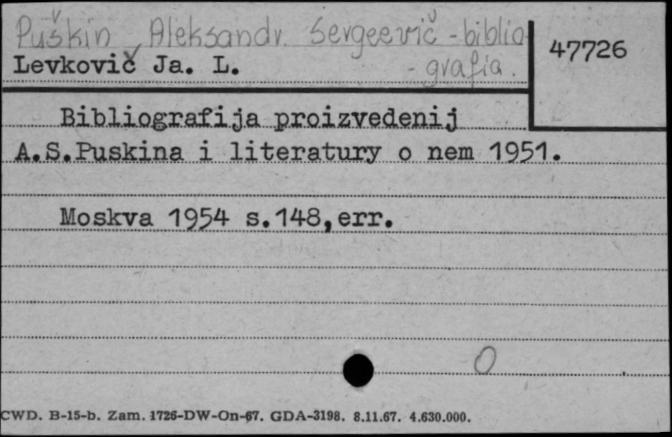 Puškin Aleksandr Sergeevič - biblio
- grafia.
47726
Levkovič Ja. L.
Bibliografija proizvedenij
A.S.Puskina i literatury o nem 1951.
Moskva 1954 s.148,err.
0
CWD. B-15-b. Zam. 1726-DW-On-67. GDA-3198. 8.11.67. 4.630.000.